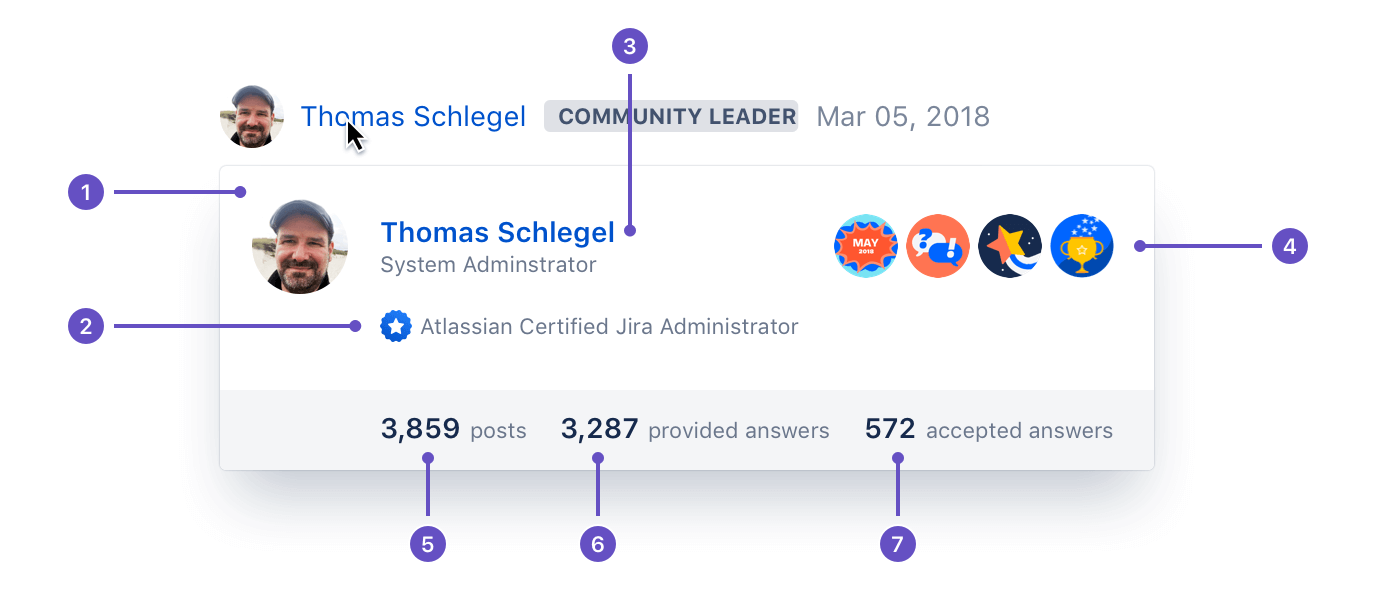 3
Thomas Schlegel COMMUNITY LEADER Mar 05, 2018
1
Thomas Schlegel
System Adminstrator
MAY
2018
?!
4
2
Atlassian Certified Jira Administrator
3,859 posts 3,287 provided answers 572 accepted answers
5 6 7